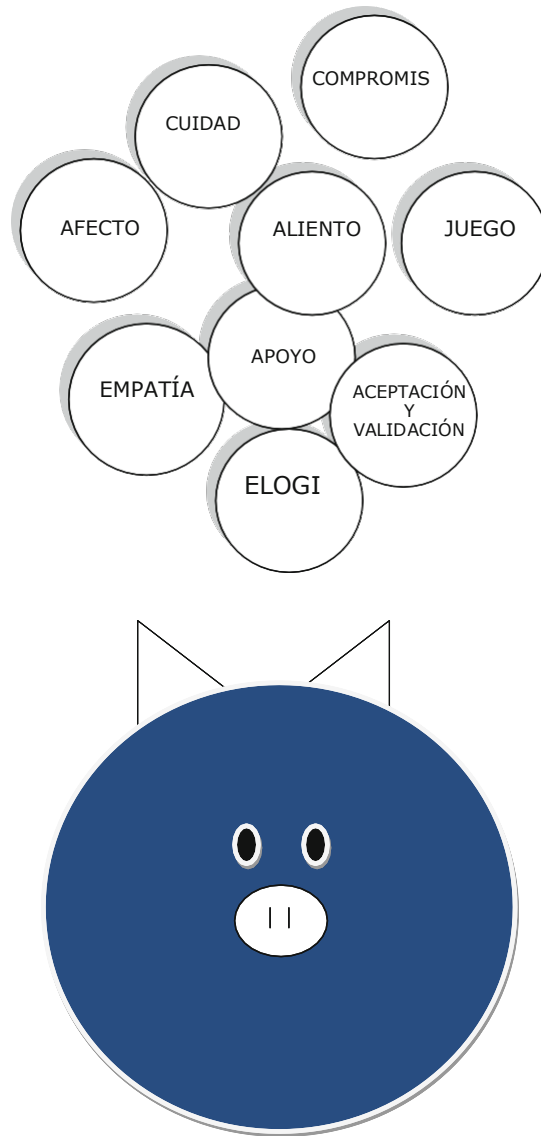 COMPROMIS
CUIDAD
AFECTO
ALIENTO
JUEGO
APOYO
EMPATÍA
ACEPTACIÓN
Y
VALIDACIÓN
ELOGI